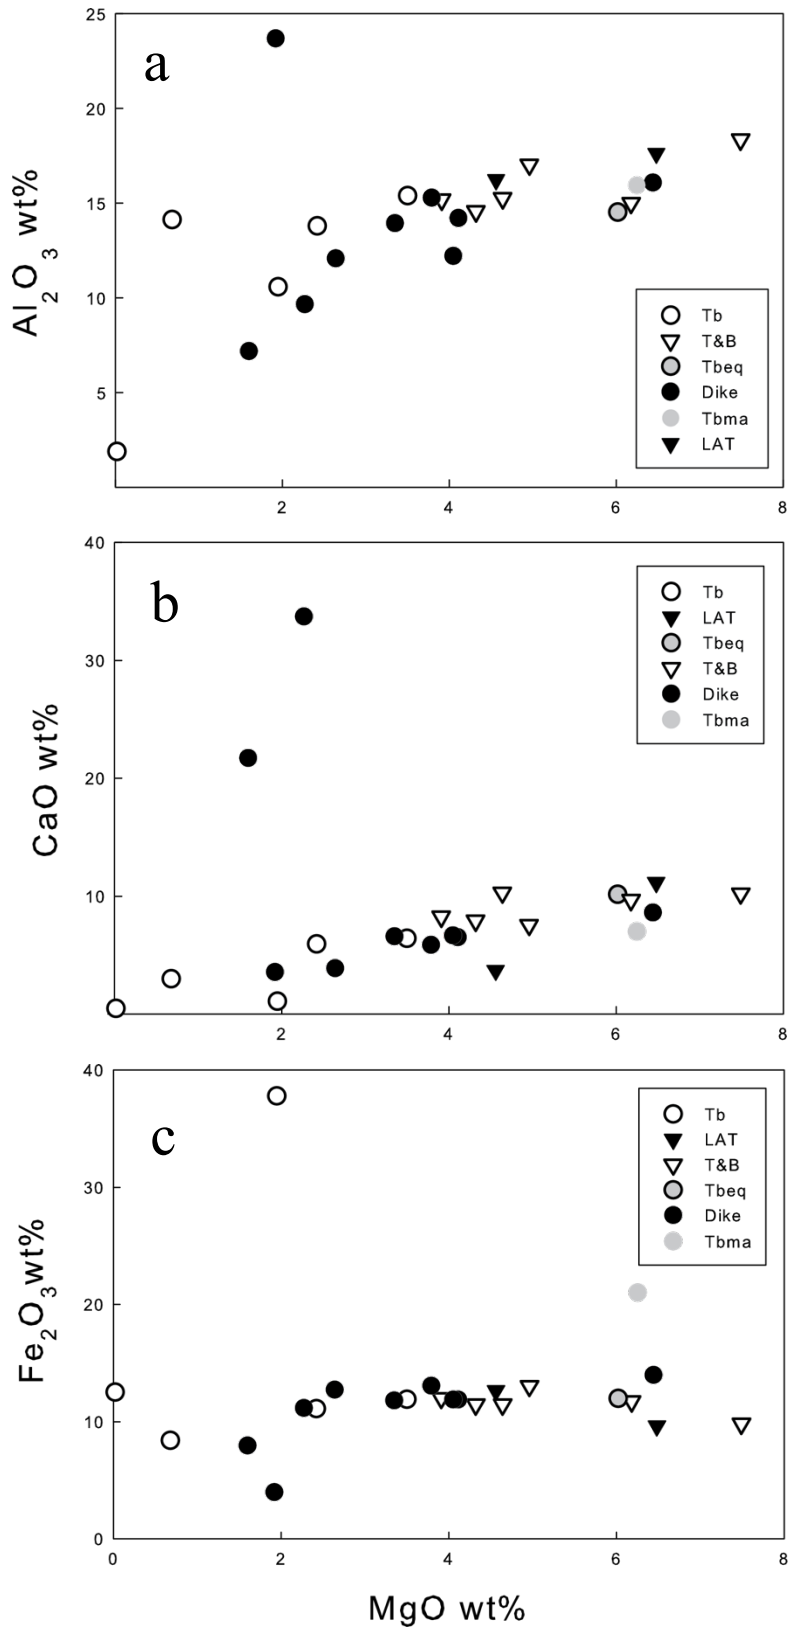 25
a
20
Al2O3 wt%
15
10
5
Tb
T&B
Tbeq
Dike
Tbma
LAT
2 4 6 8
40
b
30
CaO wt%
20
10
Tb
LAT
Tbeq
T&B
Dike
Tbma
2 4 6 8
40
c
30
Fe2O3wt%
20
10
0
Tb
LAT
T&B
Tbeq
Dike
Tbma
0 2 4 6 8
MgO wt%